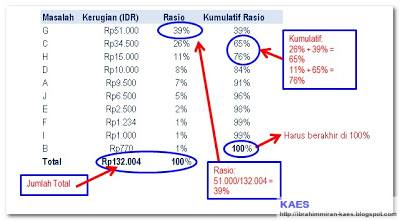 Masalah Kerugian (IDR) Rasio Kumulatif Rasio
G Rp51.000 39% 39%
C Rp34.500 26% 65%
H Rp15.000 11% 76%
D Rp10.000 8% 84%
A Rp9.500 7% 91%
J Rp6.500 5% 96%
E Rp2.500 2% 98%
F Rp1.234 1% 99%
I Rp1.000 1% 99%
B Rp770 1% 100%
Total Rp132.004 100%
Kumulatif:
26% + 39% =
65%
11% + 65% =
76%
Harus berakhir di 100%
Jumlah Total
Rasio:
51.000/132.004 =
39%
KAES
http://ibrahimmiran-kaes.blogspot.com